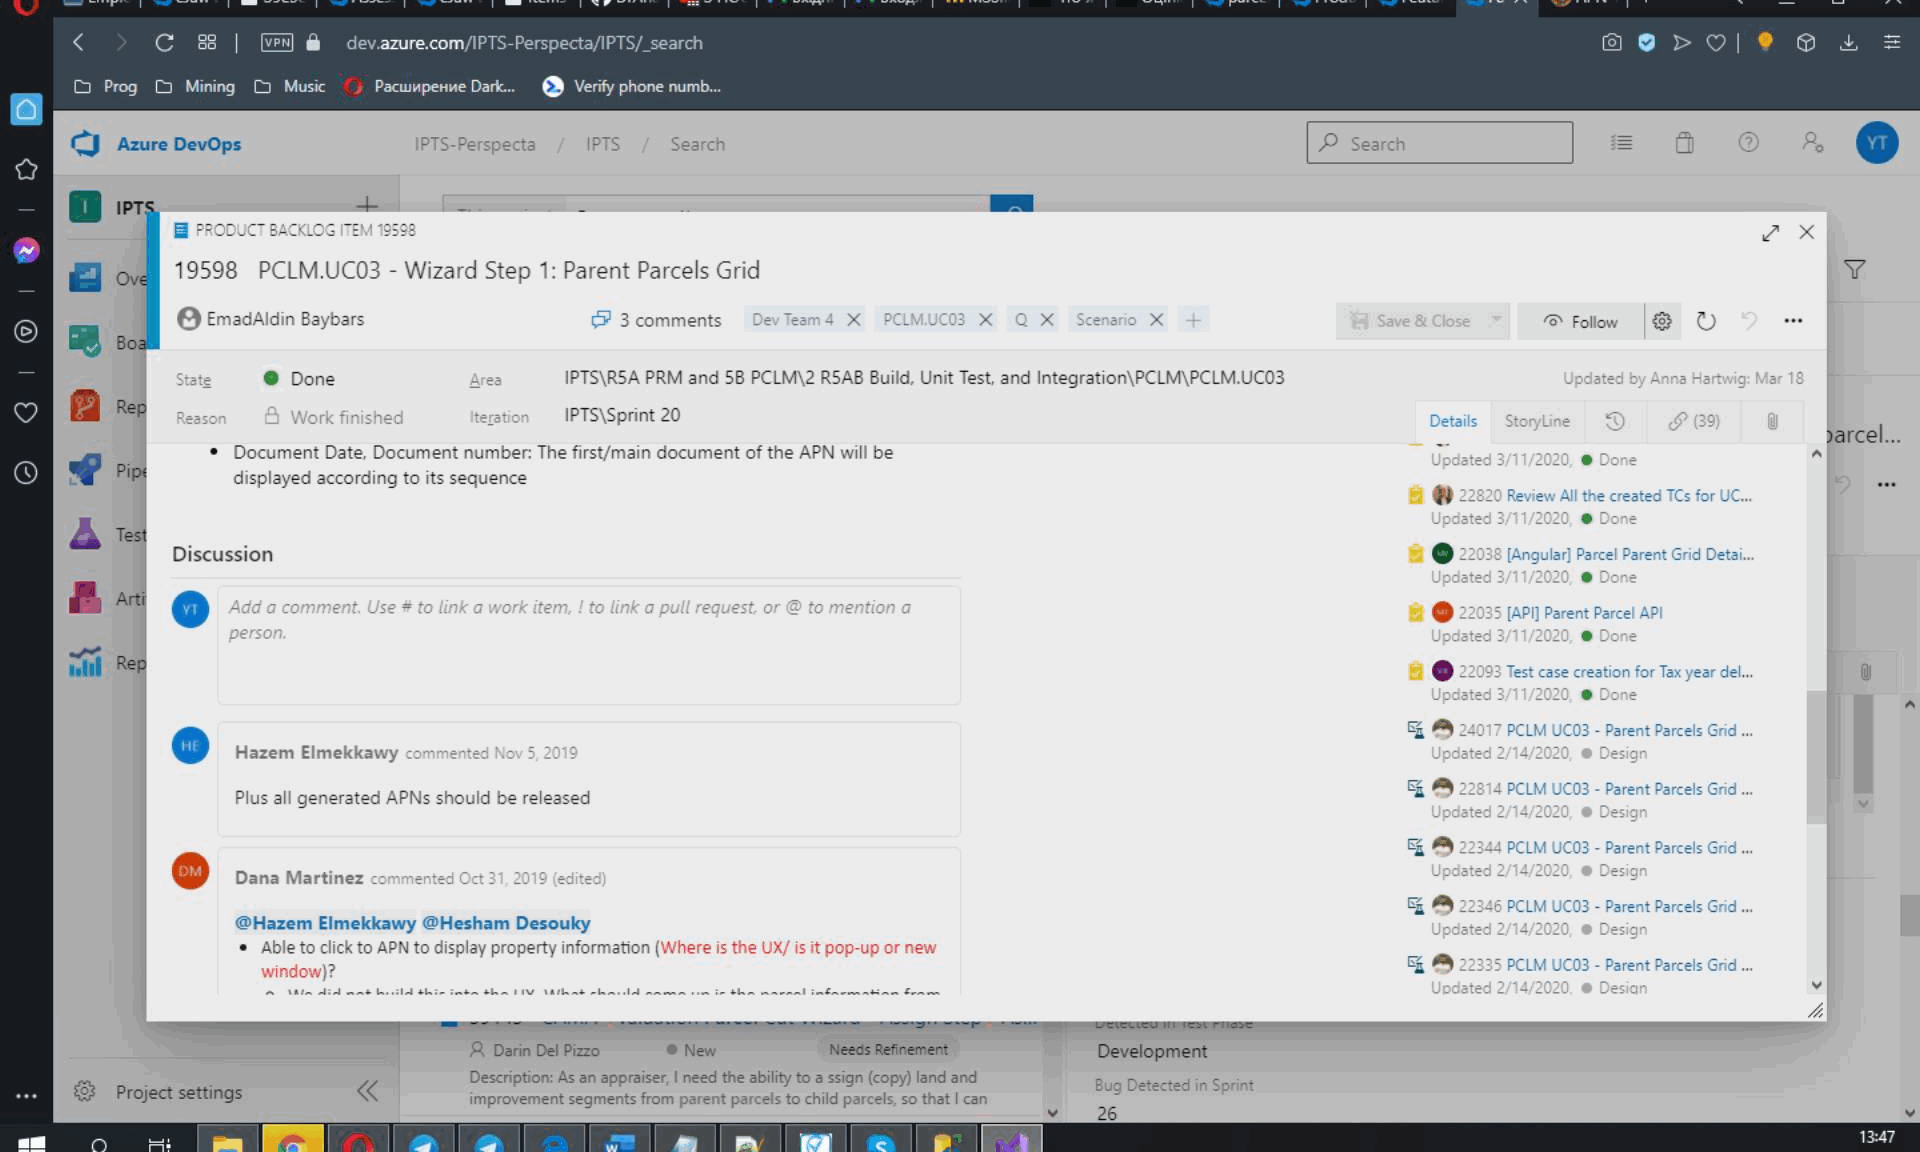 VPN
dev.azure.com/IPTS-Perspecta/IPTS/_search
Prog
Mining
Music
Расширение Dark...
Verify phone numb...
Azure DevOps
IPTS-Perspecta / IPTS / Search
Search
YT
I
IPTS
PRODUCT BACKLOG ITEM 19598
19598 PCLM.UC03 - Wizard Step 1: Parent Parcels Grid
EmadAldin Baybars
3 comments
Dev Team 4
PCLM.UC03
Q
Scenario
Save & Close
Follow
State
Done
Area
IPTS\R5A PRM and 5B PCLM\2 R5AB Build, Unit Test, and Integration\PCLM\PCLM.UC03
Updated by Anna Hartwig: Mar 18
Reason
Work finished
Iteration
IPTS\Sprint 20
Details
StoryLine
(39)
• Document Date, Document number: The first/main document of the APN will be
displayed according to its sequence
Discussion
YT
Add a comment. Use # to link a work item, ! to link a pull request, or @ to mention a
person.
HE
Hazem Elmekkawy commented Nov 5, 2019
Plus all generated APNs should be released
DM
Dana Martinez commented Oct 31, 2019 (edited)
@Hazem Elmekkawy @Hesham Desouky
• Able to click to APN to display property information (Where is the UX/ is it pop-up or new
window)?
Updated 3/11/2020, Done
22820 Review All the created TCs for UC...
Updated 3/11/2020, Done
22038 [Angular] Parcel Parent Grid Detai...
Updated 3/11/2020, Done
22035 [API] Parent Parcel API
Updated 3/11/2020, Done
22093 Test case creation for Tax year del...
Updated 3/11/2020, Done
24017 PCLM UC03 - Parent Parcels Grid ...
Updated 2/14/2020, Design
22814 PCLM UC03 - Parent Parcels Grid ...
Updated 2/14/2020, Design
22344 PCLM UC03 - Parent Parcels Grid ...
Updated 2/14/2020, Design
22346 PCLM UC03 - Parent Parcels Grid ...
Updated 2/14/2020, Design
22335 PCLM UC03 - Parent Parcels Grid ...
Updated 2/14/2020, Design
Ove
Boa
Rep
Pipe
Test
Arti
Rep
arcel...
Darin Del Pizzo
New
Needs Refinement
Description: As an appraiser, I need the ability to a ssign (copy) land and
improvement segments from parent parcels to child parcels, so that I can
Detected in Test Phase
Development
Bug Detected in Sprint
26
Project settings
13:47